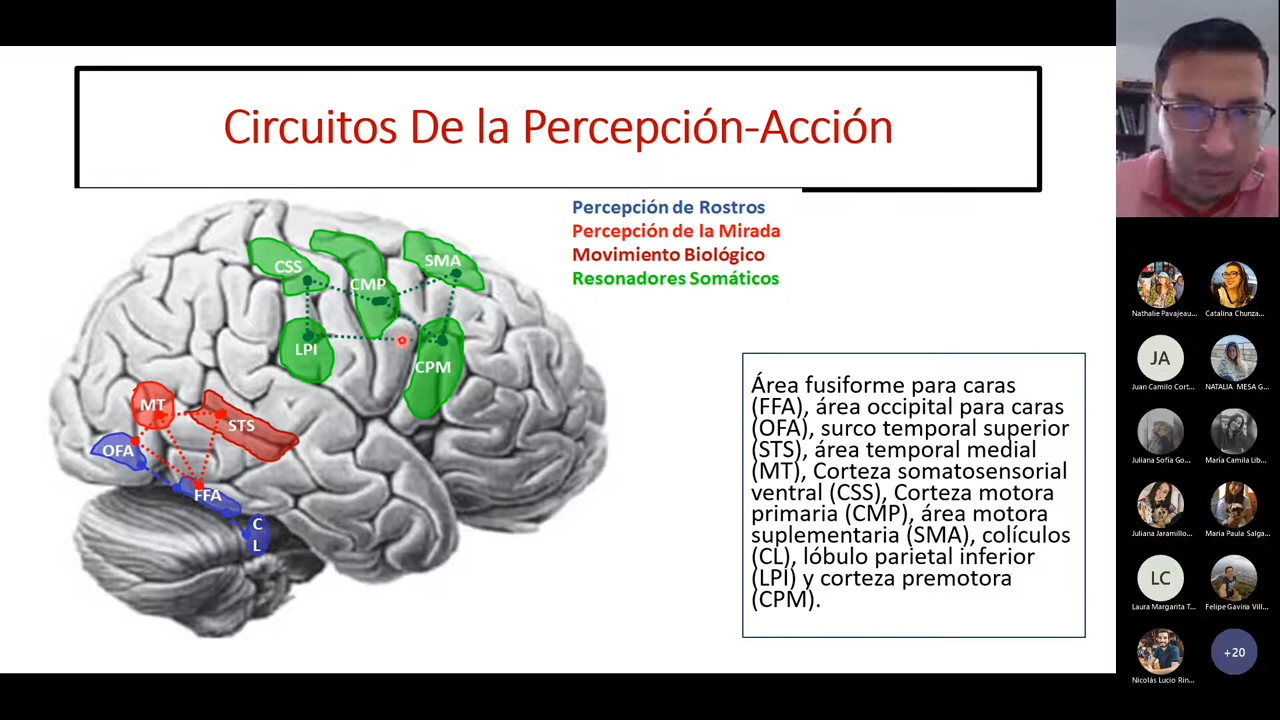 Circuitos De la Percepción-Acción
Percepción de Rostros
Percepción de la Mirada
Movimiento Biológico
Resonadores Somáticos
CSS
CMP
SMA
LPI
CPM
MT
STS
OFA
FFA
C
L
Área fusiforme para caras
(FFA), área occipital para caras
(OFA), surco temporal superior
(STS), área temporal medial
(MT), Corteza somatosensorial
ventral (CSS), Corteza motora
primaria (CMP), área motora
suplementaria (SMA), colículos
(CL), lóbulo parietal inferior
(LPI) y corteza premotora
(CPM).
Nathalie Pavajeau...
Catalina Chunza...
JA
Juan Camilo Cort...
NATALIA MESA G...
Juliana Sofía Go...
María Camila Lib...
Juliana Jaramillo...
Maria Paula Salga...
LC
Laura Margarita T...
Felipe Gaviria Vill...
Nicolás Lucio Rin...
+20